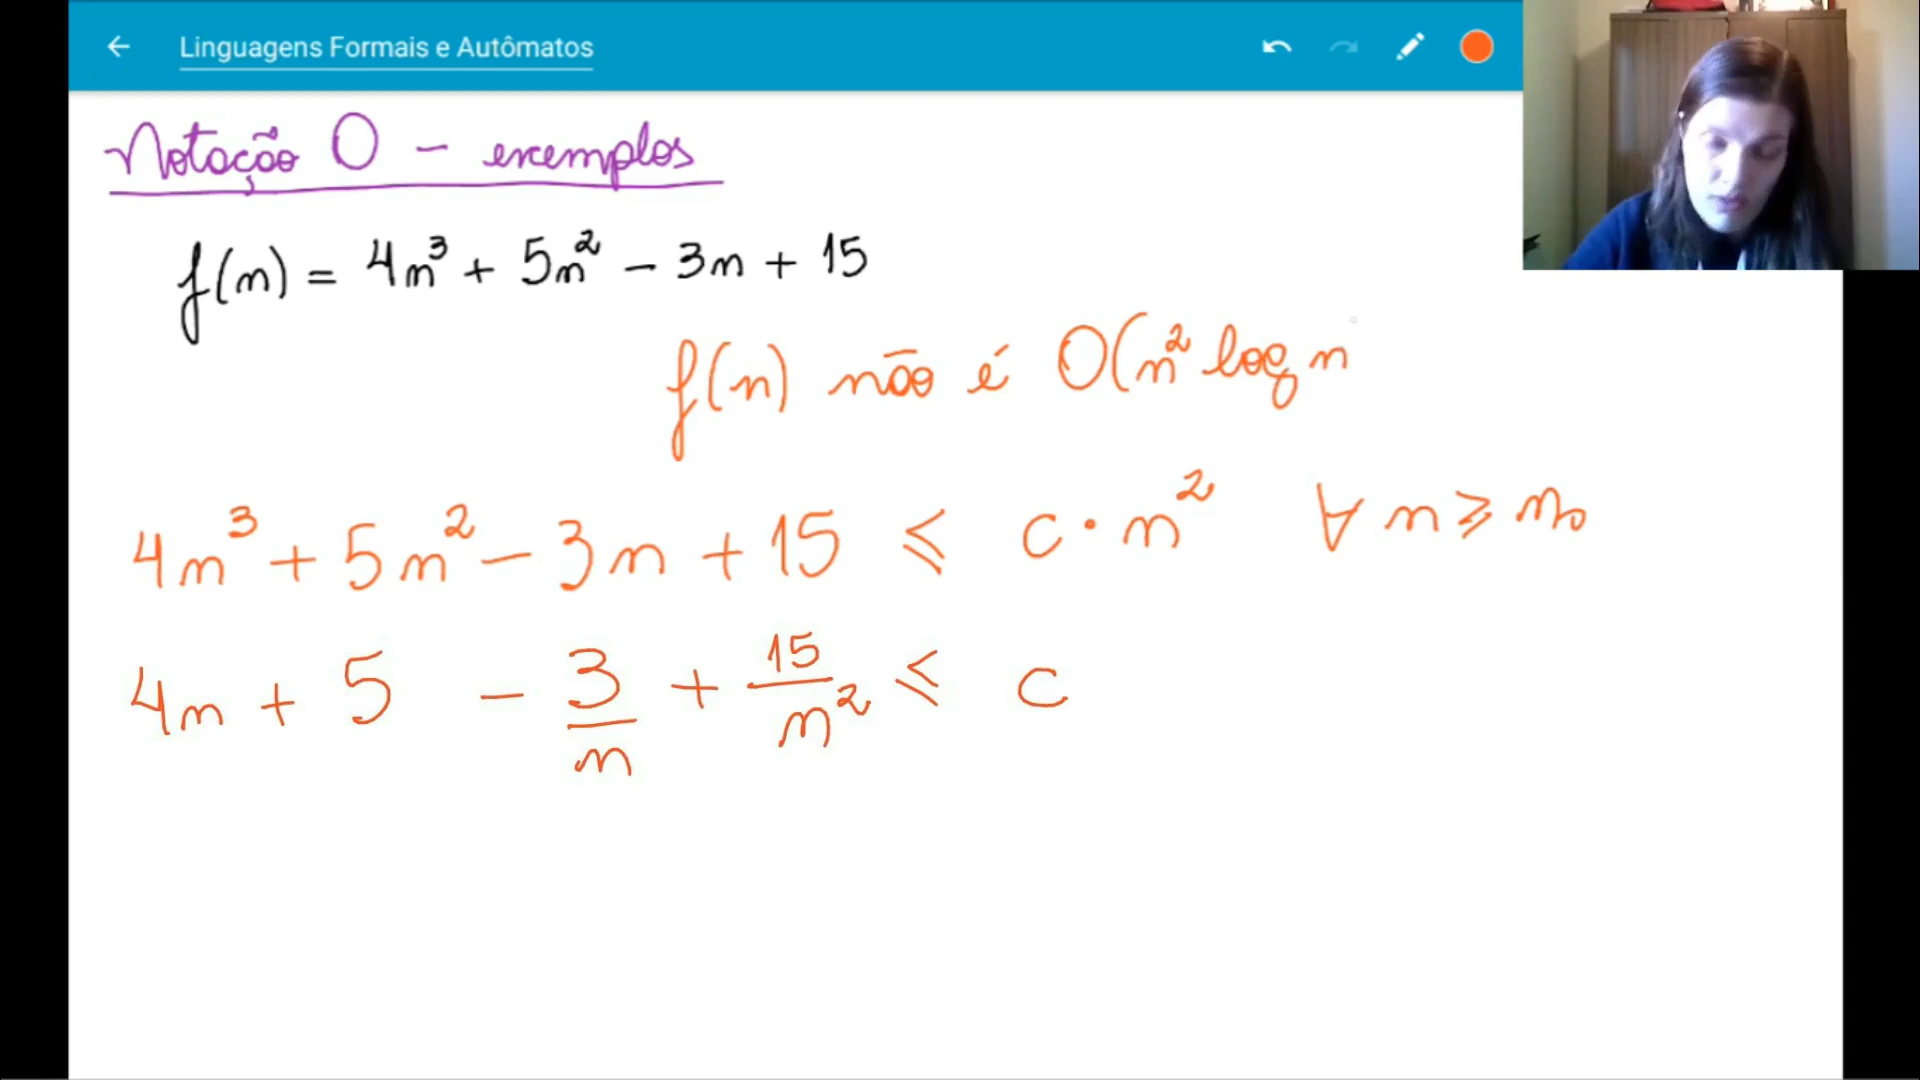 Linguagens Formais e Autômatos
Notação O - exemplos
f(n) = 4n³ + 5n² - 3n + 15
f(n) não é O(n² log n
4n³ + 5n² - 3n + 15 ⩽ c · n² ∀ n ⩾ n₀
4n + 5 - 3/n + 15/n² ⩽ c